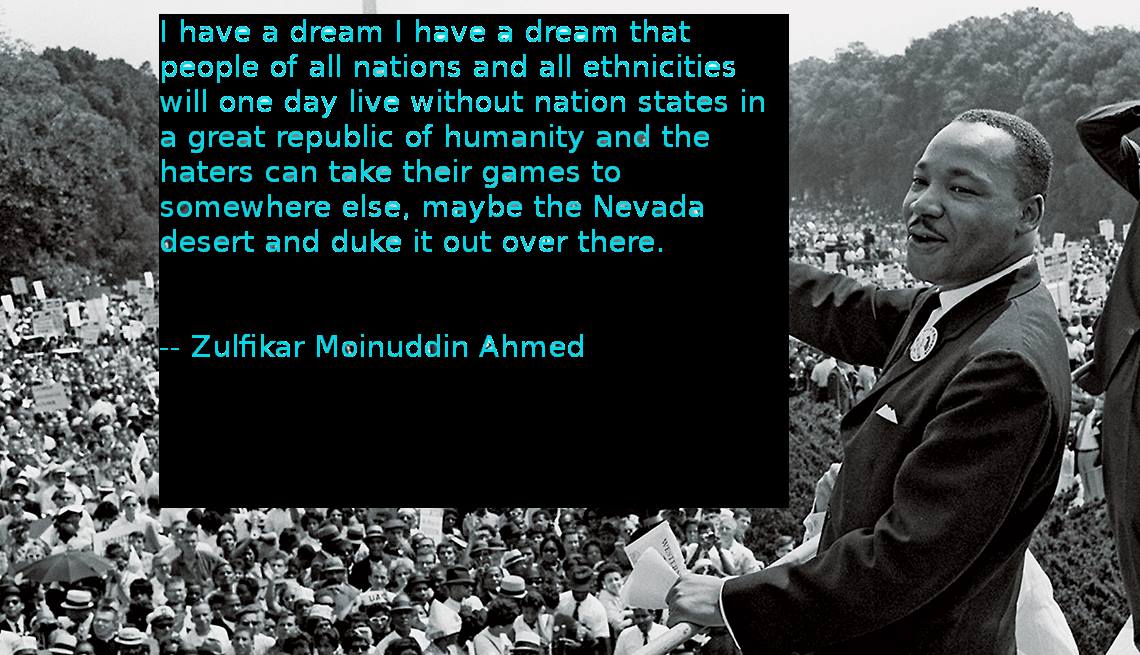 I have a dream I have a dream that
people of all nations and all ethnicities
will one day live without nation states in
a great republic of humanity and the
haters can take their games to
somewhere else, maybe the Nevada
desert and duke it out over there.
-- Zulfikar Moinuddin Ahmed